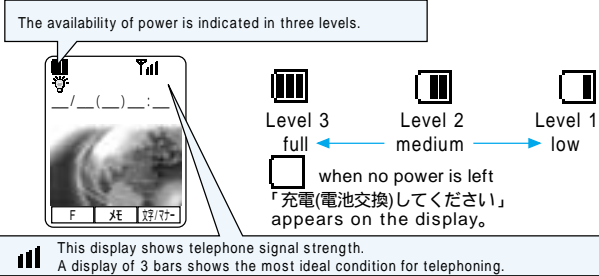 The availability of power is indicated in three levels.
__/__(__)__:__
F メモ 文字/マナー
Level 3 Level 2 Level 1
full medium low
when no power is left
「充電(電池交換)してください」
appears on the display。
This display shows telephone signal strength.
A display of 3 bars shows the most ideal condition for telephoning.